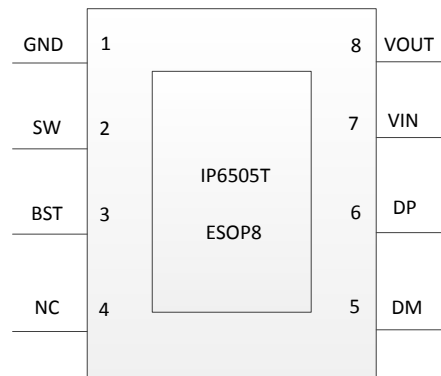 GND 1 8 VOUT
SW 2 7 VIN
IP6505T
BST 3 6 DP
ESOP8
NC 4 5 DM